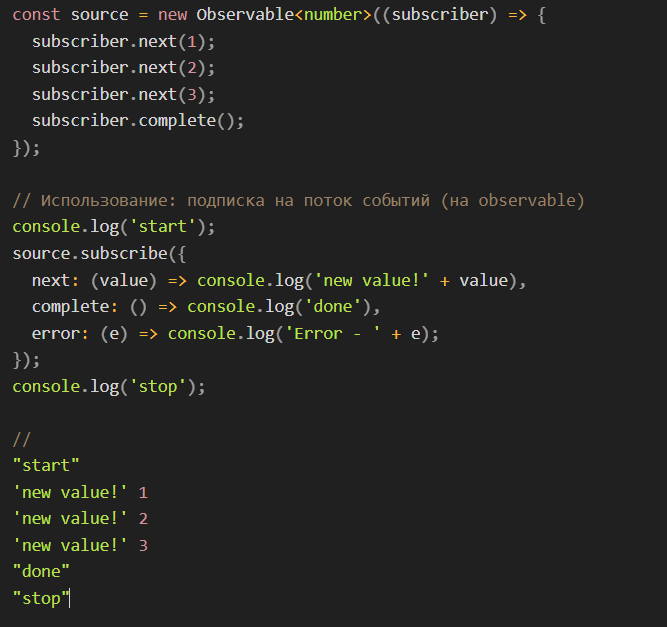 const source = new Observable<number>((subscriber) => {
  subscriber.next(1);
  subscriber.next(2);
  subscriber.next(3);
  subscriber.complete();
});

// Использование: подписка на поток событий (на observable)
console.log('start');
source.subscribe({
  next: (value) => console.log('new value!' + value),
  complete: () => console.log('done'),
  error: (e) => console.log('Error - ' + e);
});
console.log('stop');

//
"start"
'new value!' 1
'new value!' 2
'new value!' 3
"done"
"stop"